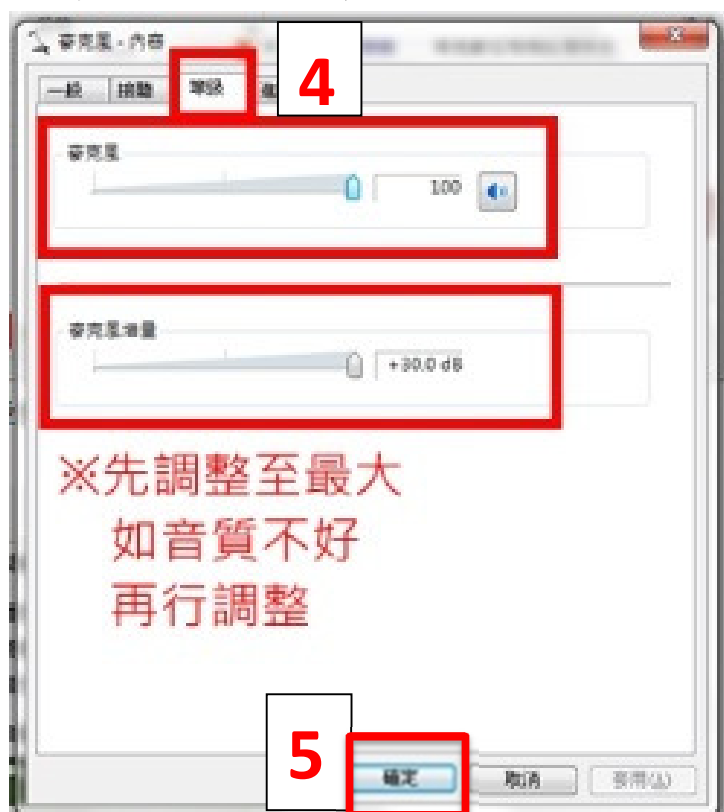 麥克風 - 內容
4
一般 接聽 等級
麥克風
100
麥克風增量
+30.0 dB
※先調整至最大
如音質不好
再行調整
5
確定 取消 套用(A)